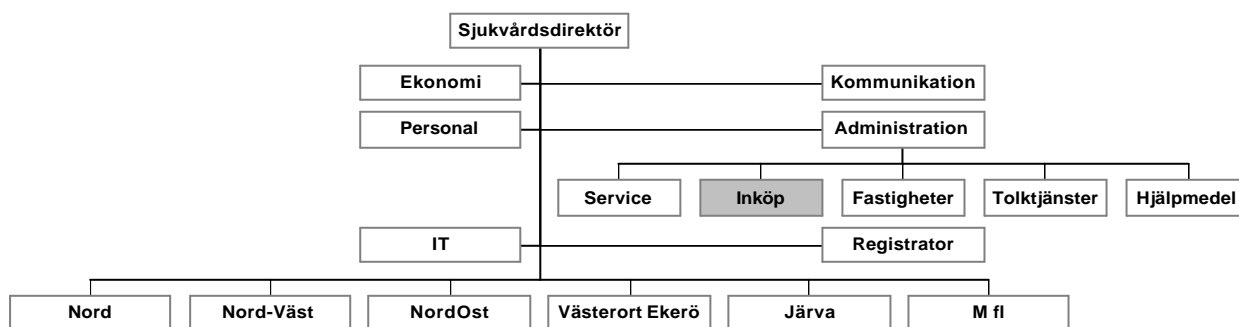 Sjukvårdsdirektör
Ekonomi
Kommunikation
Personal
Administration
Service
Inköp
Fastigheter
Tolktjänster
Hjälpmedel
IT
Registrator
Nord
Nord-Väst
NordOst
Västerort Ekerö
Järva
M fl